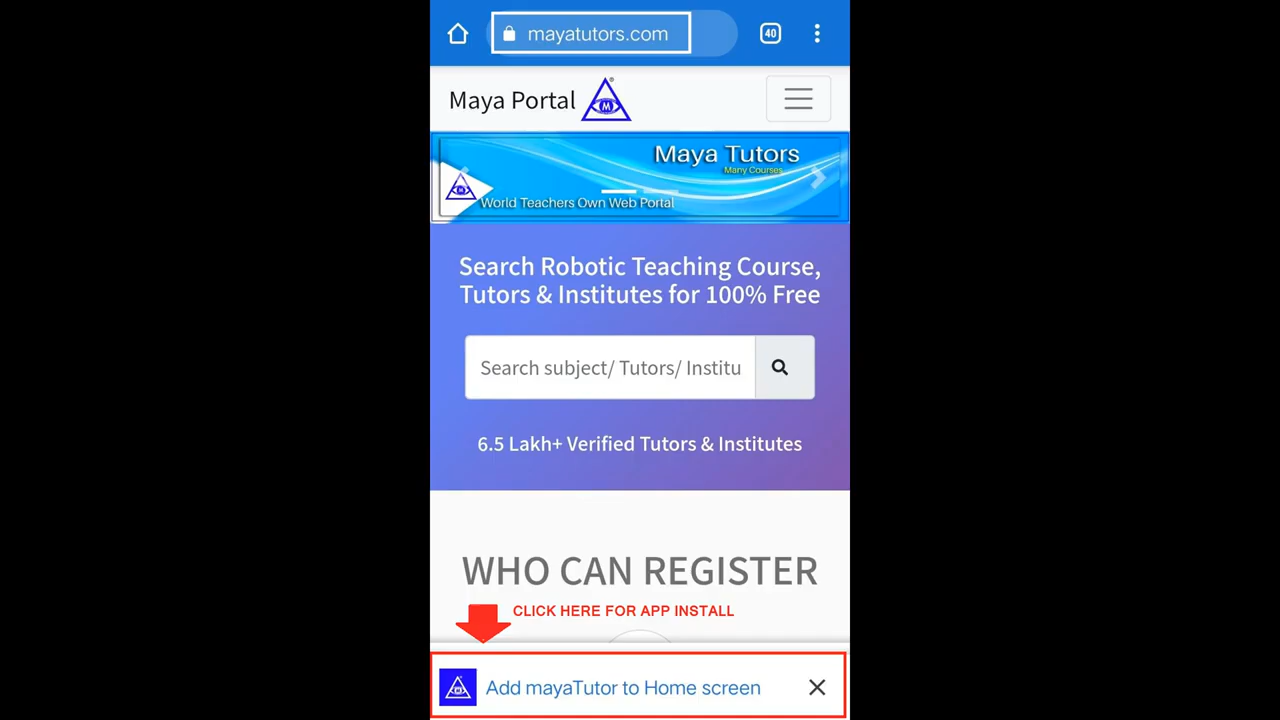 mayatutors.com
40
Maya Portal
M
Maya Tutors
Many Courses
World Teachers Own Web Portal
Search Robotic Teaching Course,
Tutors & Institutes for 100% Free
Search subject/ Tutors/ Institu
6.5 Lakh+ Verified Tutors & Institutes
WHO CAN REGISTER
CLICK HERE FOR APP INSTALL
Add mayaTutor to Home screen